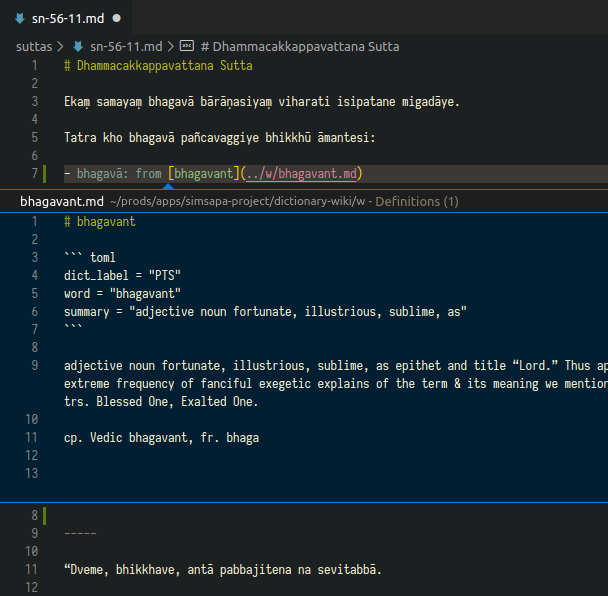 sn-56-11.md
suttas > sn-56-11.md > abc # Dhammacakkappavattana Sutta
1 # Dhammacakkappavattana Sutta
2
3 Ekaṃ samayaṃ bhagavā bārāṇasiyaṃ viharati isipatane migadāye.
4
5 Tatra kho bhagavā pañcavaggiye bhikkhū āmantesi:
6
7 - bhagavā: from [bhagavant](../w/bhagavant.md)
bhagavant.md ~/prods/apps/simsapa-project/dictionary-wiki/w - Definitions (1)
1 # bhagavant
2
3 ``` toml
4 dict_label = "PTS"
5 word = "bhagavant"
6 summary = "adjective noun fortunate, illustrious, sublime, as"
7 ```
8
9 adjective noun fortunate, illustrious, sublime, as epithet and title “Lord.” Thus ap
extreme frequency of fanciful exegetic explains of the term & its meaning we mention
trs. Blessed One, Exalted One.
10
11 cp. Vedic bhagavant, fr. bhaga
12
13
8
9 -----
10
11 “Dveme, bhikkhave, antā pabbajitena na sevitabbā.
12